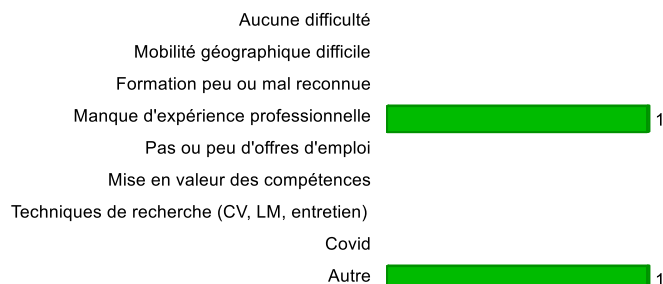 Aucune difficulté
Mobilité géographique difficile
Formation peu ou mal reconnue
Manque d'expérience professionnelle 1
Pas ou peu d'offres d'emploi
Mise en valeur des compétences
Techniques de recherche (CV, LM, entretien)
Covid
Autre 1